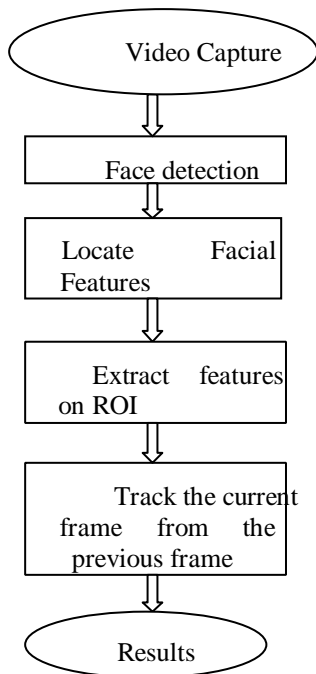 Video Capture
Face detection
Locate Facial
Features
Extract features
on ROI
Track the current
frame from the
previous frame
Results